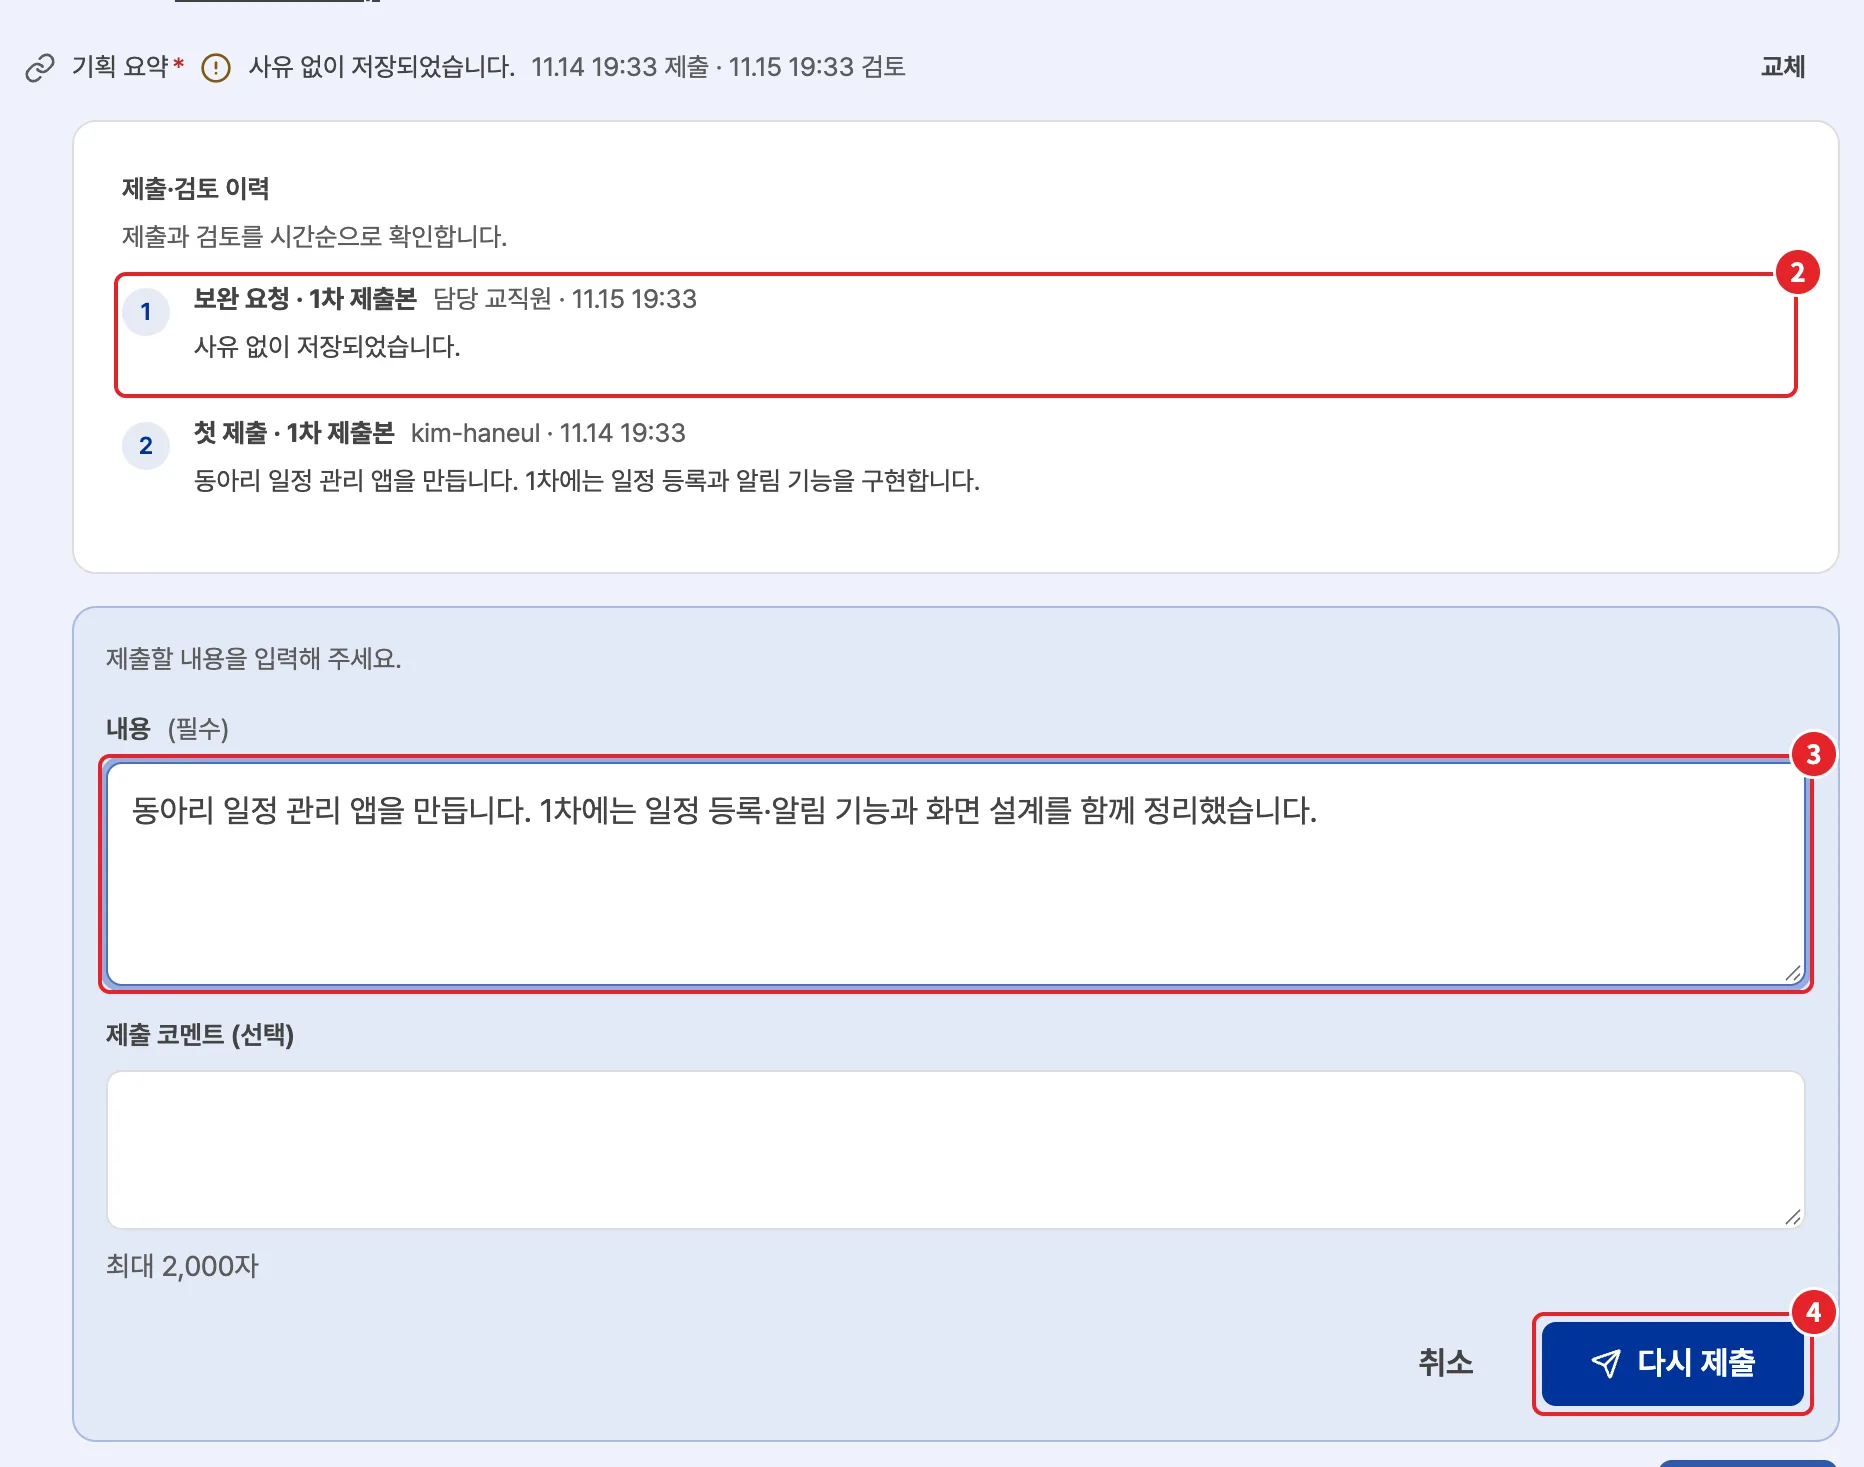 기획 요약* 사유 없이 저장되었습니다. 11.14 19:33 제출 · 11.15 19:33 검토 교체
제출·검토 이력
제출과 검토를 시간순으로 확인합니다.
2
1 보완 요청 · 1차 제출본 담당 교직원 · 11.15 19:33
사유 없이 저장되었습니다.
2 첫 제출 · 1차 제출본 kim-haneul · 11.14 19:33
동아리 일정 관리 앱을 만듭니다. 1차에는 일정 등록과 알림 기능을 구현합니다.
제출할 내용을 입력해 주세요.
내용 (필수)
3
동아리 일정 관리 앱을 만듭니다. 1차에는 일정 등록·알림 기능과 화면 설계를 함께 정리했습니다.
제출 코멘트 (선택)
최대 2,000자
4
취소 다시 제출